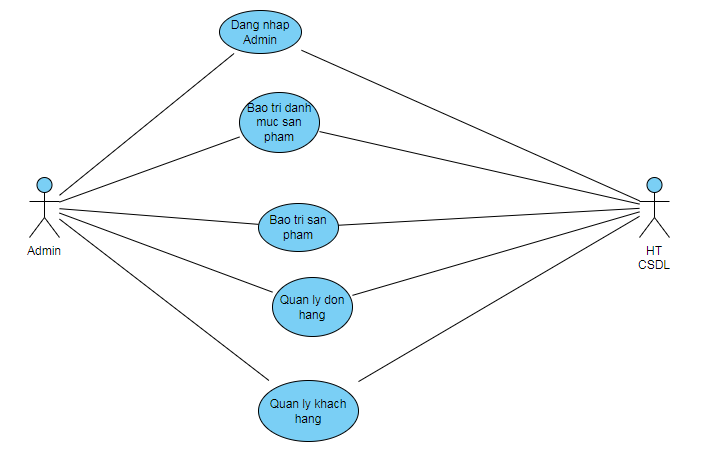 Dang nhap
Admin
Bao tri danh
muc san
pham
Bao tri san
pham
Admin
HT
CSDL
Quan ly don
hang
Quan ly khach
hang